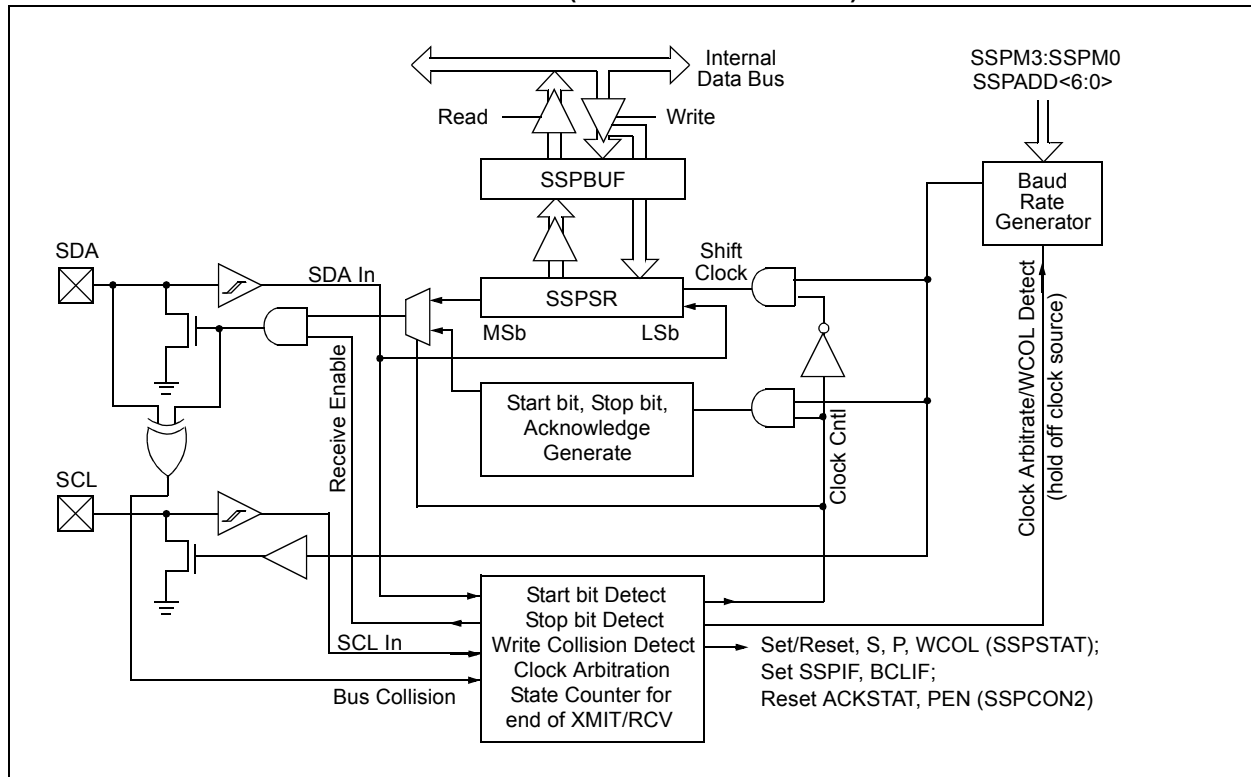 Internal
Data Bus
SSPM3:SSPM0
SSPADD<6:0>
Read
Write
SSPBUF
Baud
Rate
Generator
SDA
SDA In
Shift
Clock
SSPSR
MSb
LSb
Receive Enable
Start bit, Stop bit,
Acknowledge
Generate
Clock Cntl
Clock Arbitrate/WCOL Detect
(hold off clock source)
SCL
SCL In
Bus Collision
Start bit Detect
Stop bit Detect
Write Collision Detect
Clock Arbitration
State Counter for
end of XMIT/RCV
Set/Reset, S, P, WCOL (SSPSTAT);
Set SSPIF, BCLIF;
Reset ACKSTAT, PEN (SSPCON2)